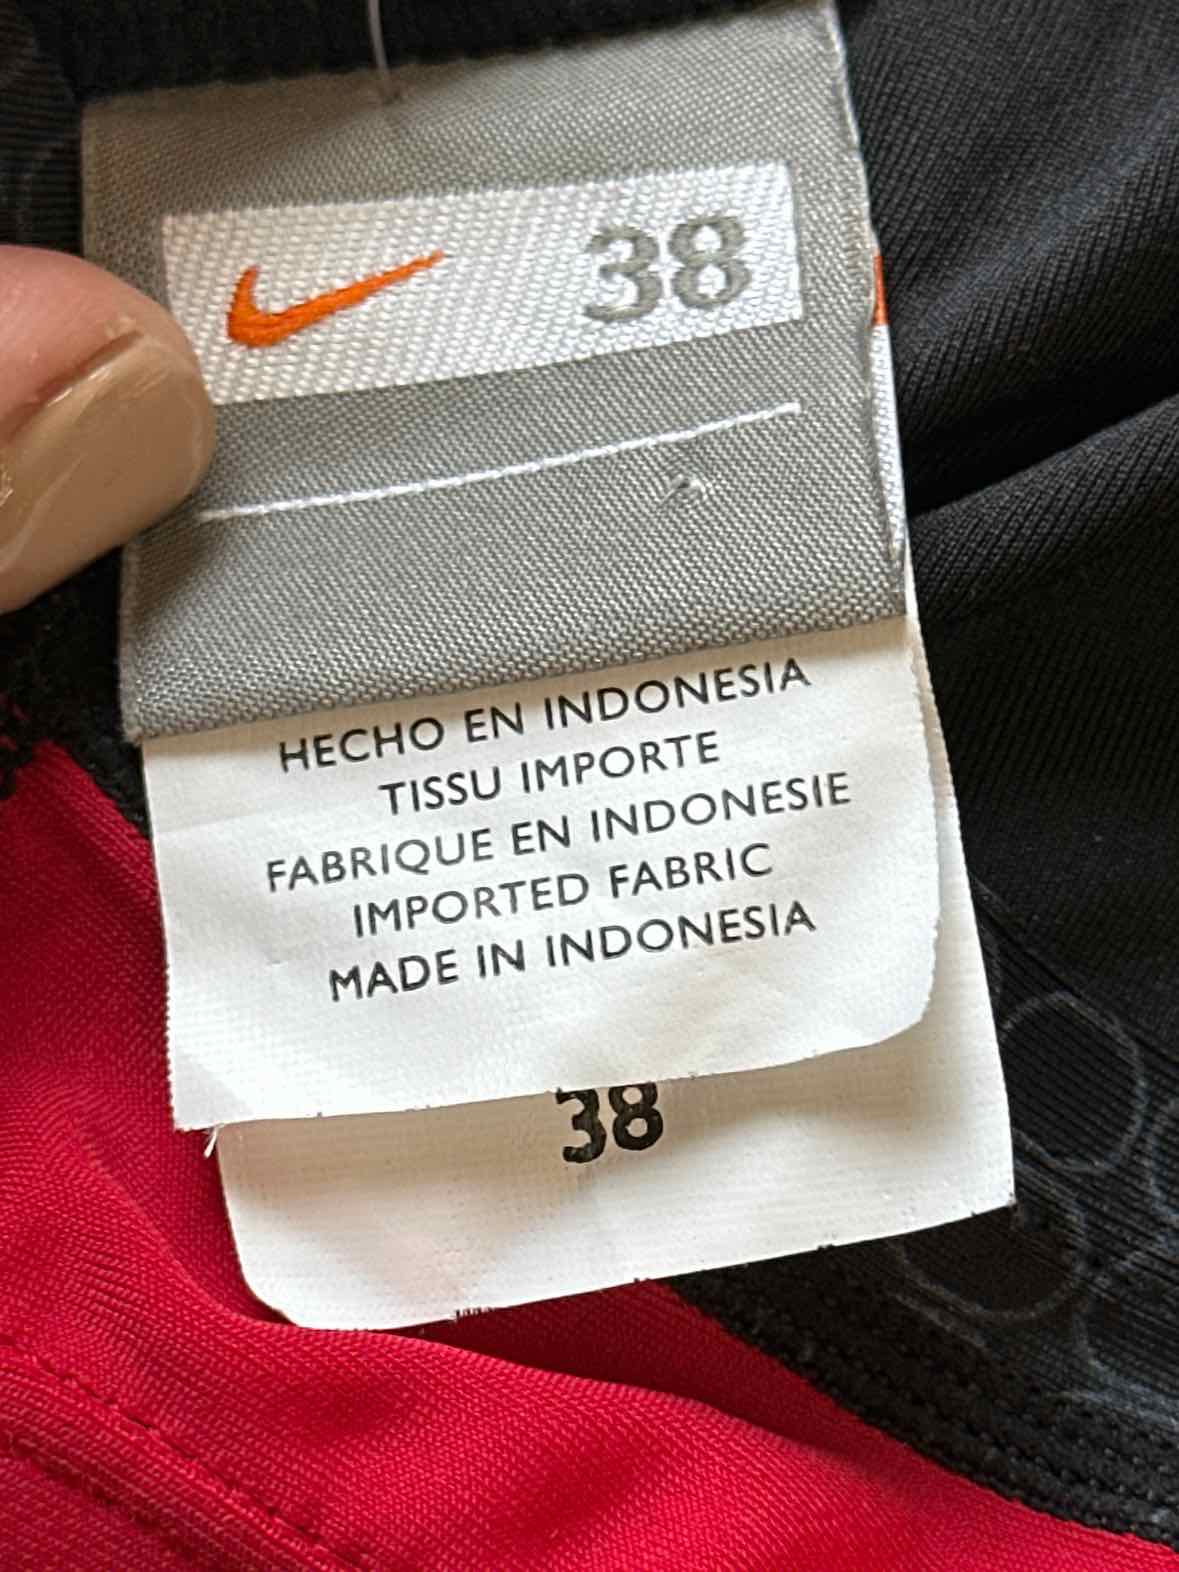 38
HECHO EN INDONESIA
TISSU IMPORTE
FABRIQUE EN INDONESIE
IMPORTED FABRIC
MADE IN INDONESIA
38